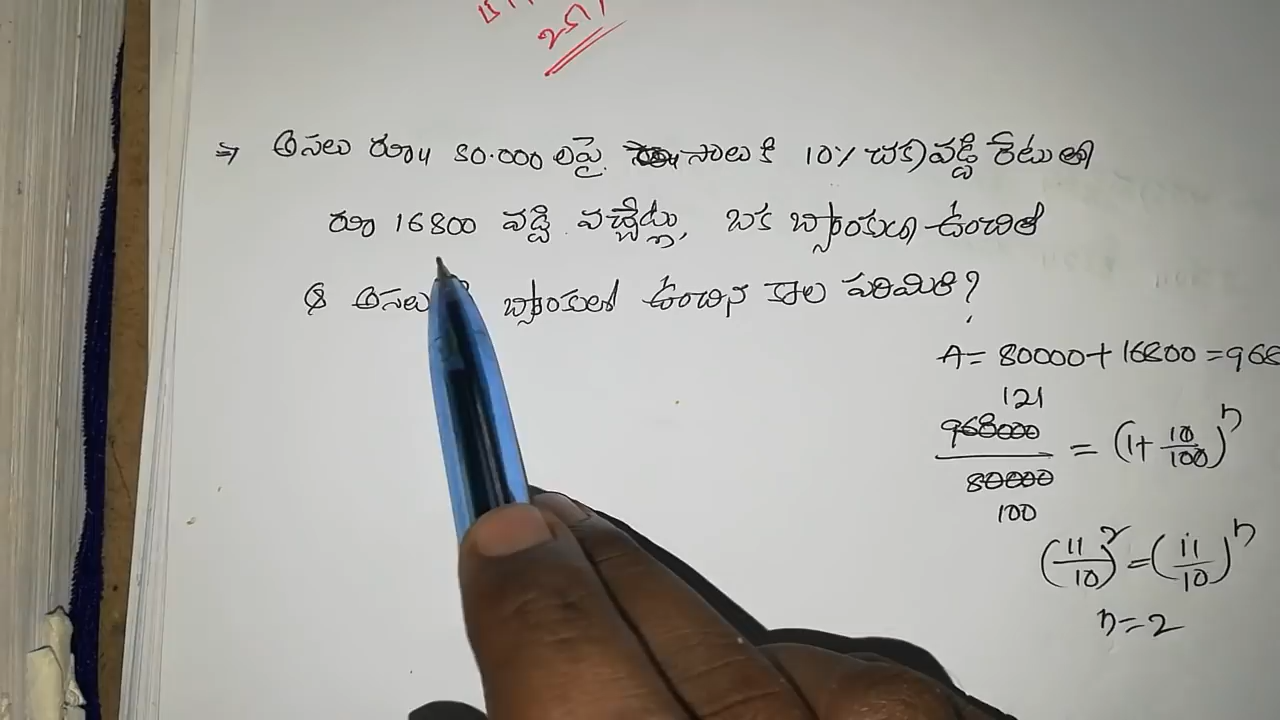 25%
⇒ అసలు రూ॥ 80.000 లపై సాలుకి 10% చక్రవడ్డి రేటుతో
రూ 16800 వడ్డి వచ్చేట్లు, ఒక బ్యాంకులో ఉంచితే
ఆ అసలు బ్యాంకులో ఉంచిన కాల పరిమితి?
A = 80000 + 16800 = 968
121
968000
80000
100
= (1 + 10/100)^n
(11/10)^2 = (11/10)^n
n = 2